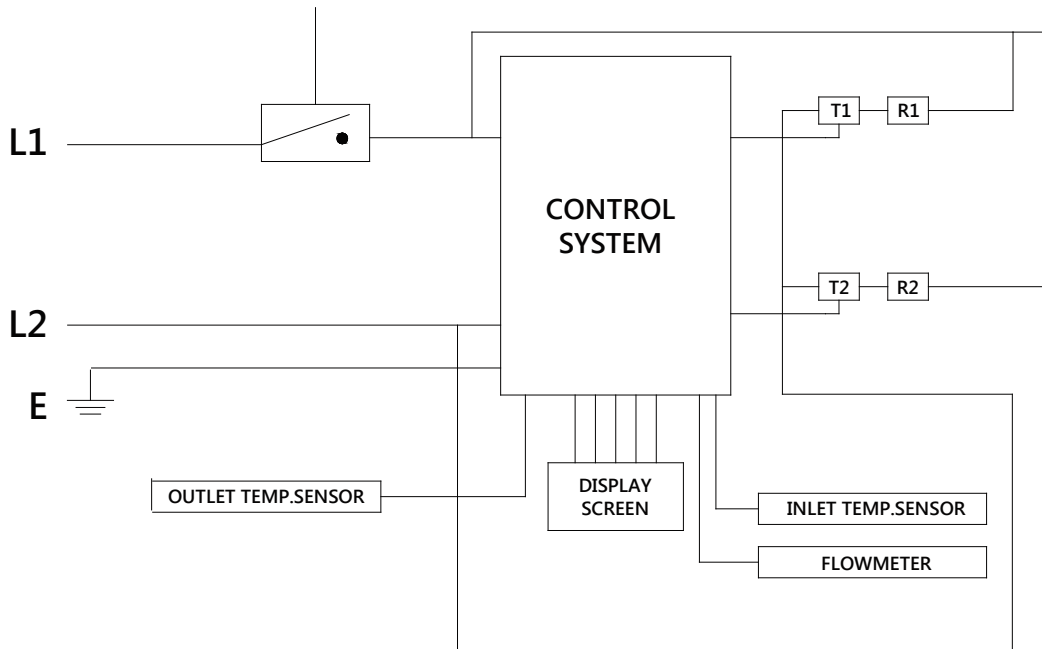 L1
T1
R1
CONTROL
SYSTEM
T2
R2
L2
E
OUTLET TEMP.SENSOR
DISPLAY
SCREEN
INLET TEMP.SENSOR
FLOWMETER